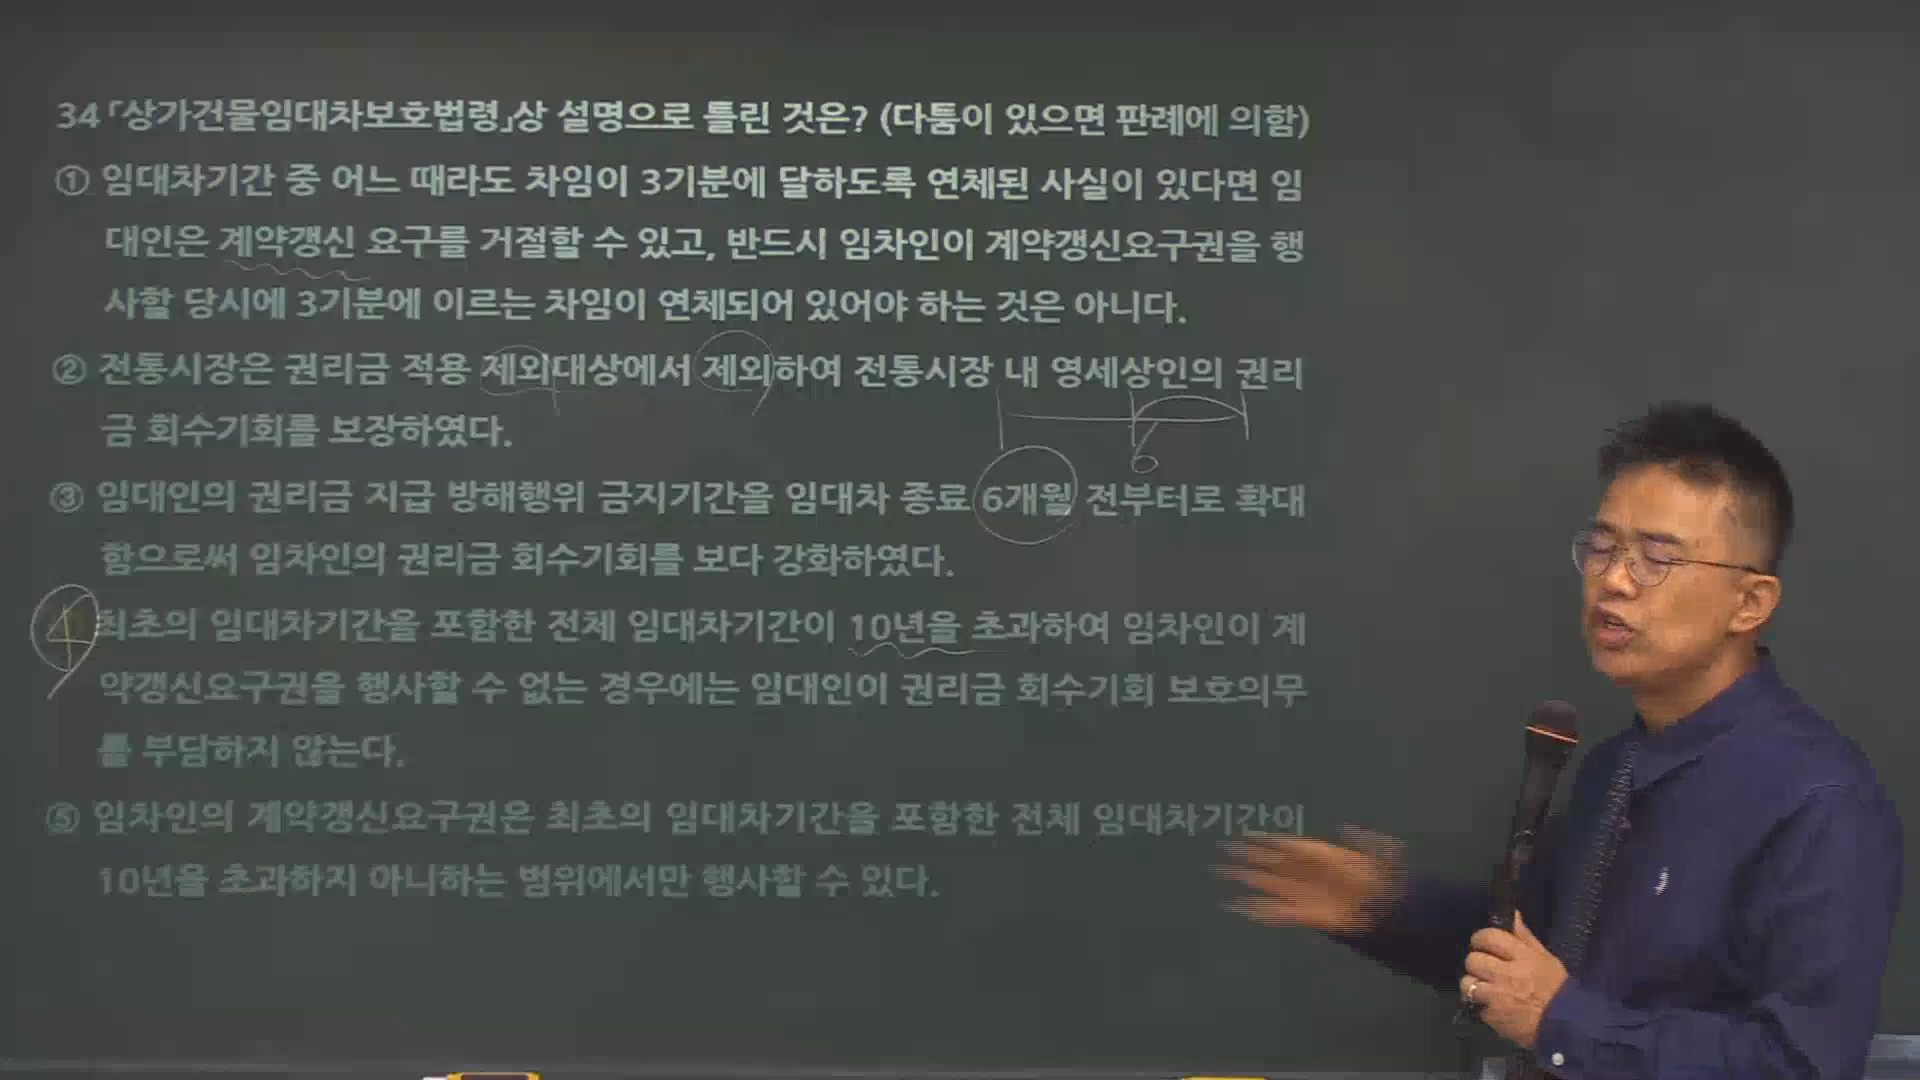 34 「상가건물임대차보호법령」상 설명으로 틀린 것은? (다툼이 있으면 판례에 의함)
① 임대차기간 중 어느 때라도 차임이 3기분에 달하도록 연체된 사실이 있다면 임
대인은 계약갱신 요구를 거절할 수 있고, 반드시 임차인이 계약갱신요구권을 행
사할 당시에 3기분에 이르는 차임이 연체되어 있어야 하는 것은 아니다.
② 전통시장은 권리금 적용 제외대상에서 제외하여 전통시장 내 영세상인의 권리
금 회수기회를 보장하였다.
6
③ 임대인의 권리금 지급 방해행위 금지기간을 임대차 종료 6개월 전부터로 확대
함으로써 임차인의 권리금 회수기회를 보다 강화하였다.
④ 최초의 임대차기간을 포함한 전체 임대차기간이 10년을 초과하여 임차인이 계
약갱신요구권을 행사할 수 없는 경우에는 임대인이 권리금 회수기회 보호의무
를 부담하지 않는다.
⑤ 임차인의 계약갱신요구권은 최초의 임대차기간을 포함한 전체 임대차기간이
10년을 초과하지 아니하는 범위에서만 행사할 수 있다.